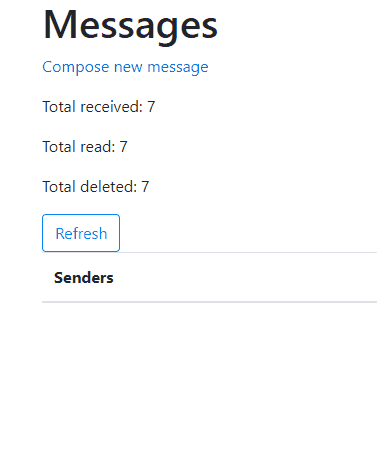 Messages
Compose new message
Total received: 7
Total read: 7
Total deleted: 7
Refresh
Senders